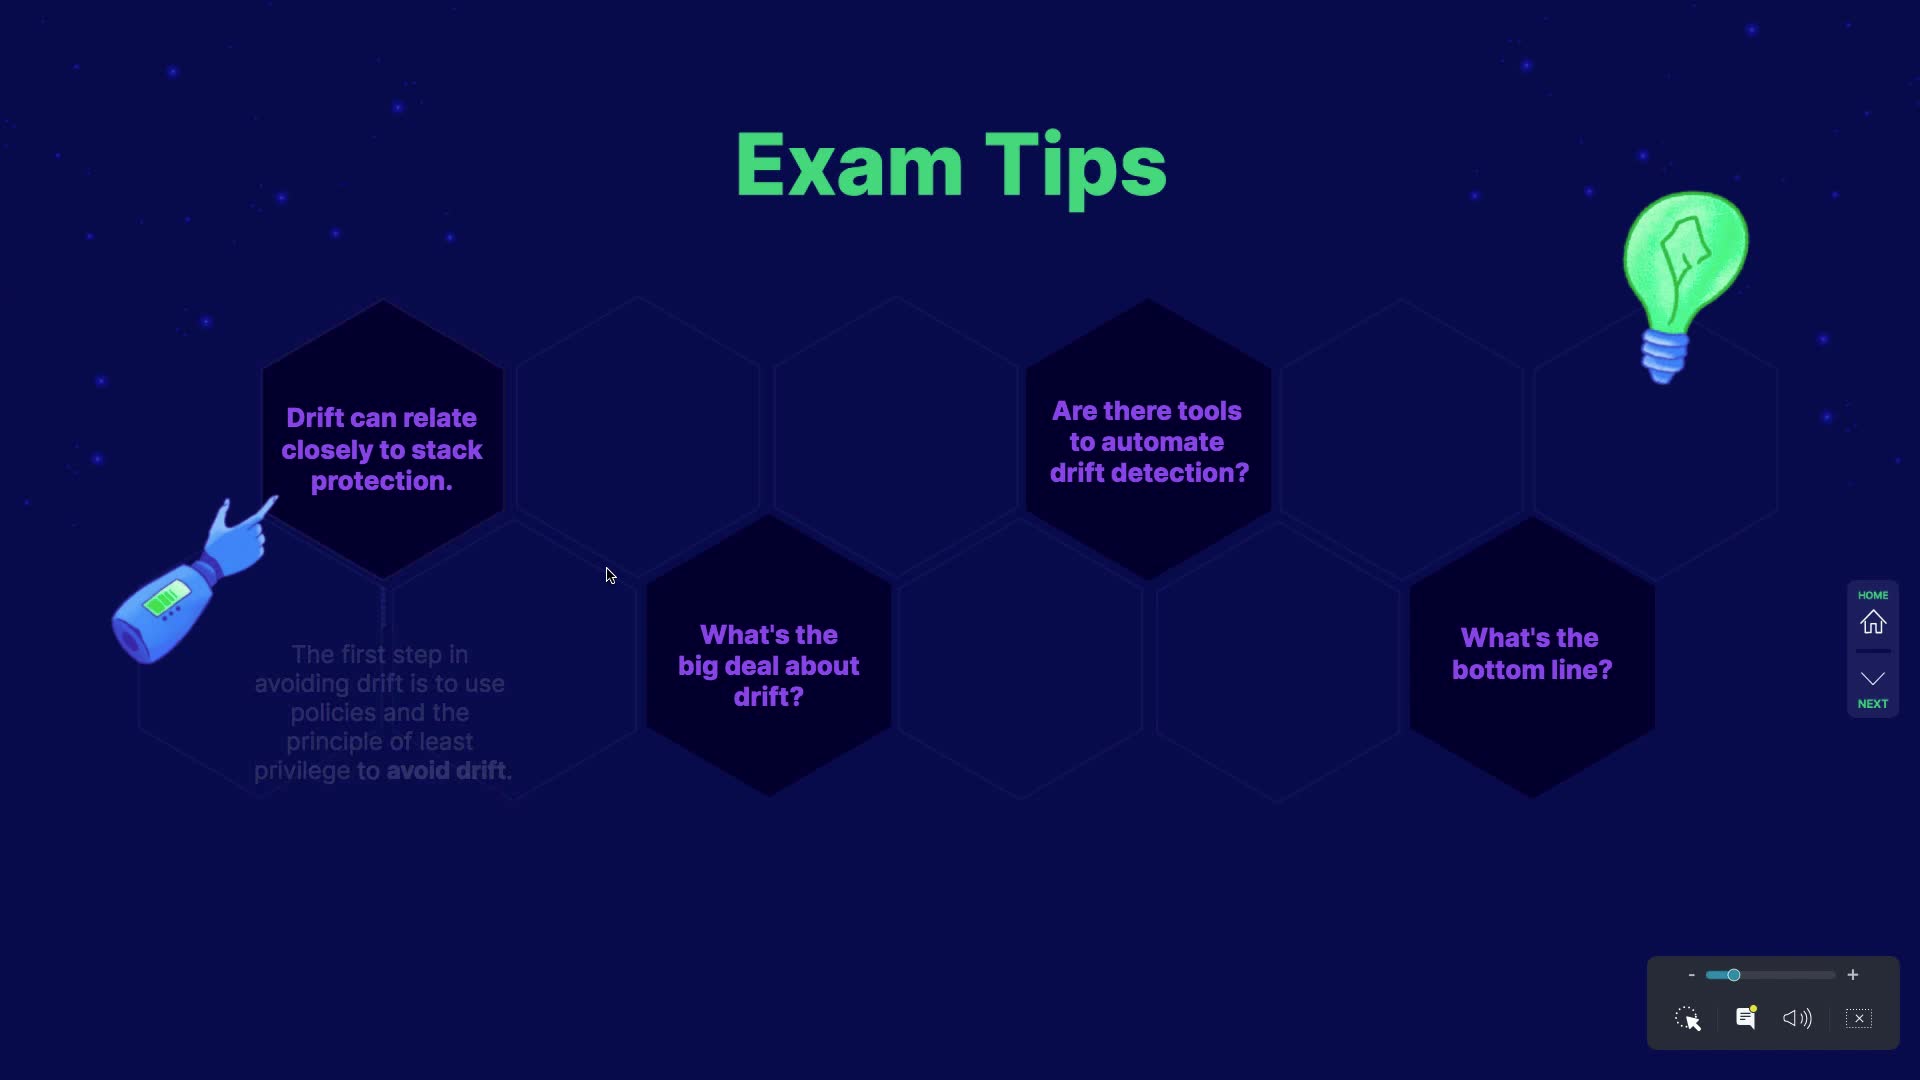 Exam Tips
Drift can relate
closely to stack
protection.
The first step in
avoiding drift is to use
policies and the
principle of least
privilege to avoid drift.
What's the
big deal about
drift?
Are there tools
to automate
drift detection?
What's the
bottom line?
HOME
NEXT
- +